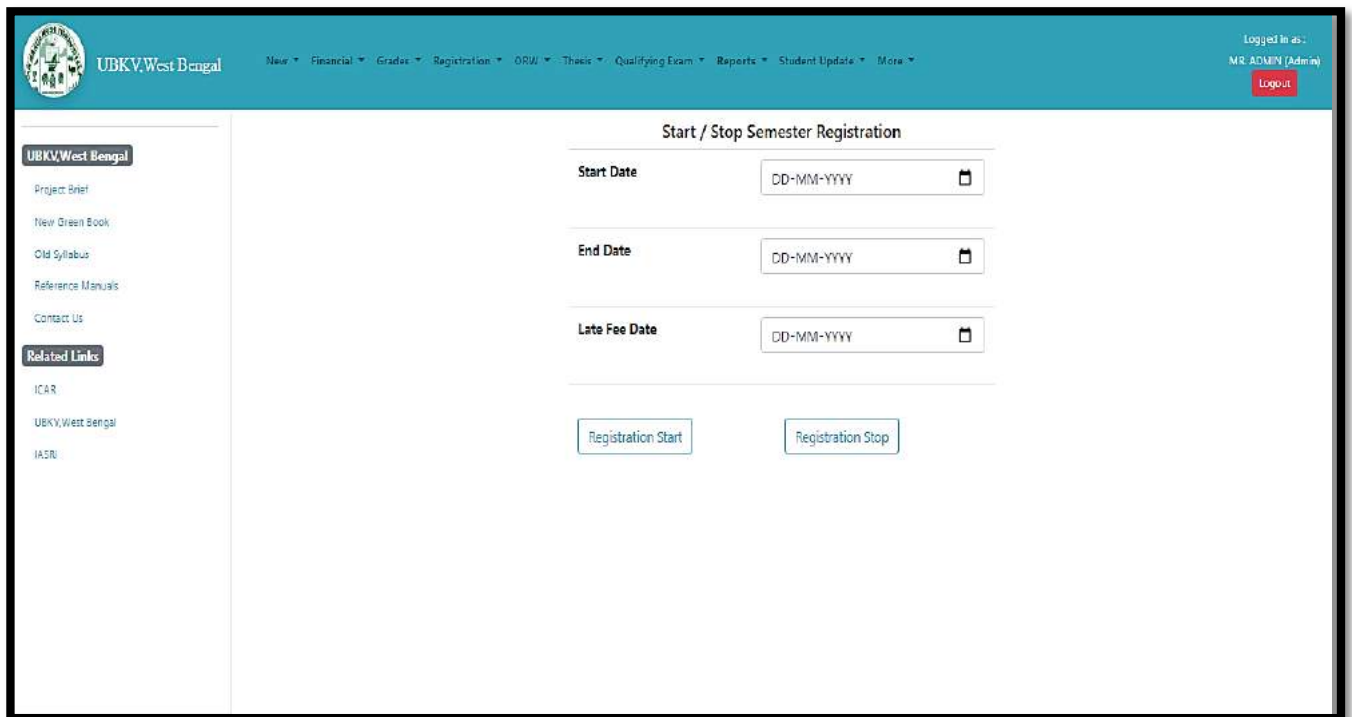 UBKV,West Bengal
New Financial Grades Registration ORW Thesis Qualifying Exam Reports Student Update More
Logged in as :
MR. ADMIN (Admin)
Logout
UBKV,West Bengal
Project Brief
New Green Book
Old Syllabus
Reference Manuals
Contact Us
Related Links
ICAR
UBKV,West Bengal
IASRI
Start / Stop Semester Registration
Start Date
DD-MM-YYYY
End Date
DD-MM-YYYY
Late Fee Date
DD-MM-YYYY
Registration Start
Registration Stop